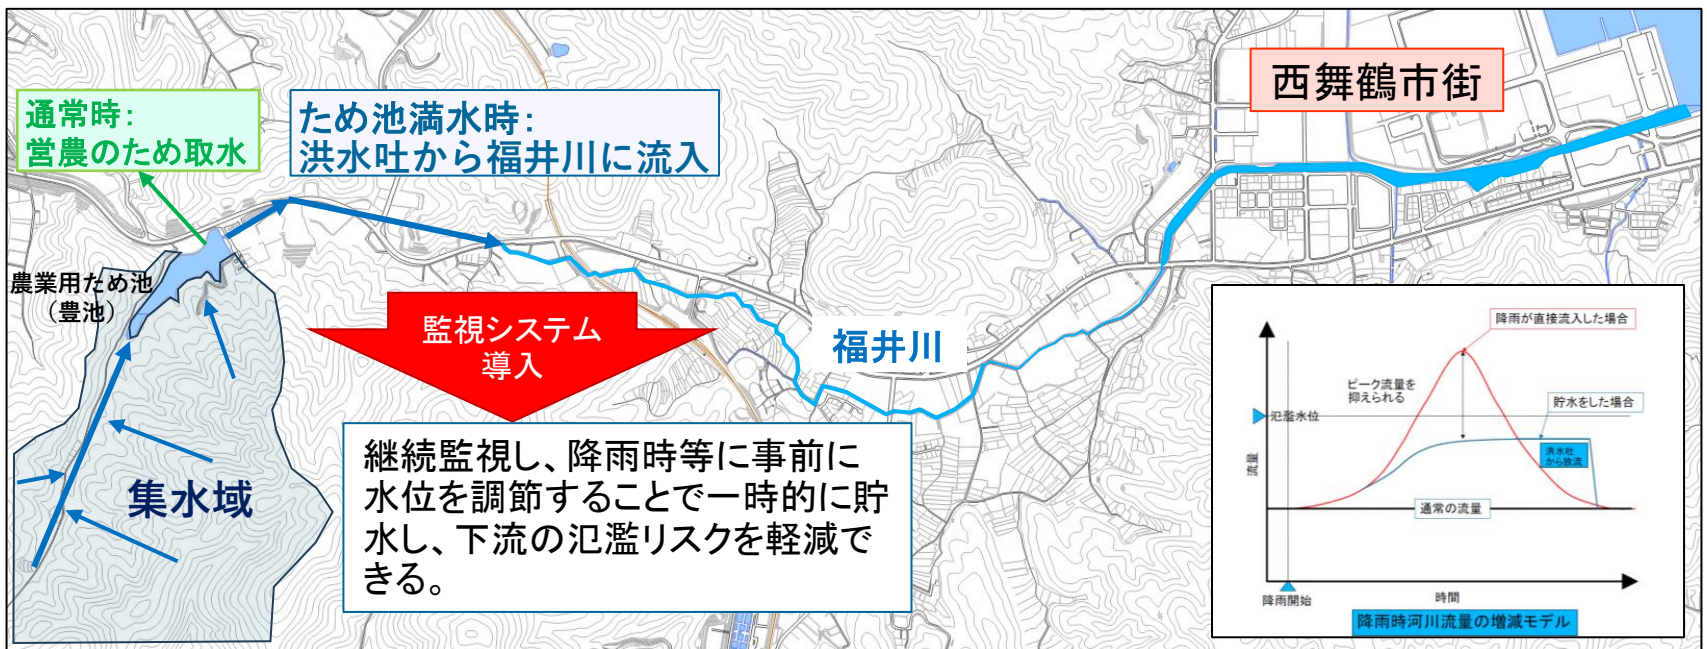 通常時：
営農のため取水
ため池満水時：
洪水吐から福井川に流入
西舞鶴市街
農業用ため池
（豊池）
監視システム
導入
福井川
集水域
継続監視し、降雨時等に事前に
水位を調節することで一時的に貯
水し、下流の氾濫リスクを軽減で
きる。
降雨が直接流入した場合
ピーク流量を
抑えられる
貯水をした場合
氾濫水位
洪水吐
から放流
流量
通常の流量
降雨開始
時間
降雨時河川流量の増減モデル